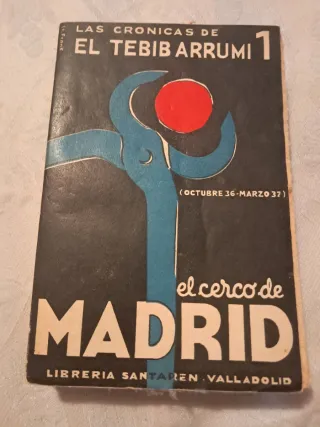 LAS CRONICAS DE
EL TEBIB ARRUMI 1
(OCTUBRE 36-MARZO 37)
el cerco de
MADRID
LIBRERIA SANTAREN · VALLADOLID